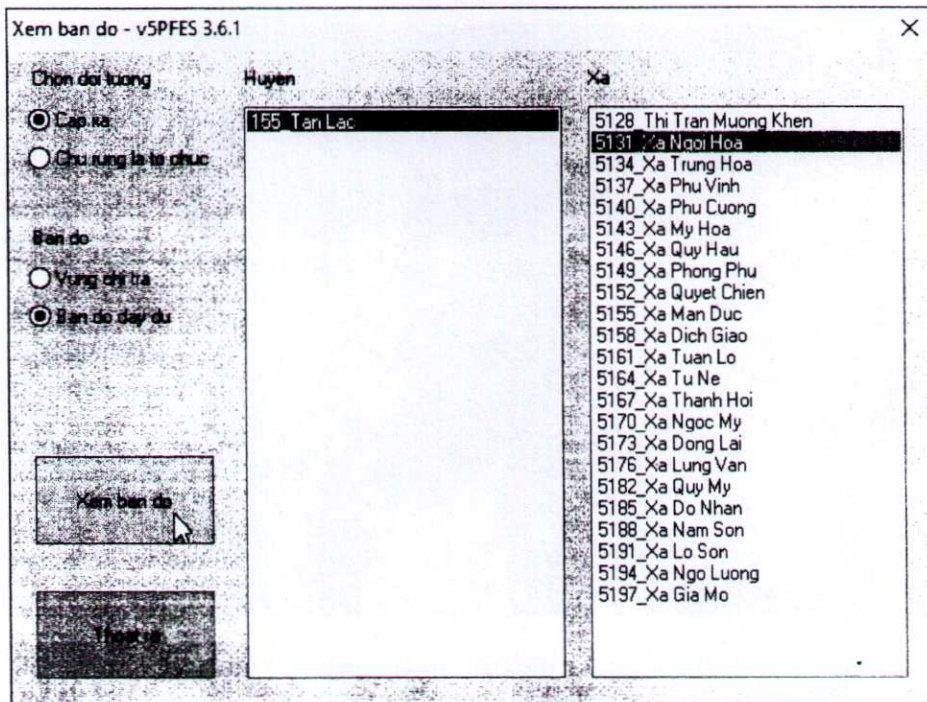 Xem ban do - v5PFES 3.6.1
Chon doi tuong
Cap xa
Chu rung la to chuc
Ban do
Vung chi tra
Ban do day du
Xem ban do
Thoat ra
Huyen
155_Tan Lac
Xa
5128_Thi Tran Muong Khen
5131_Xa Ngoi Hoa
5134_Xa Trung Hoa
5137_Xa Phu Vinh
5140_Xa Phu Cuong
5143_Xa My Hoa
5146_Xa Quy Hau
5149_Xa Phong Phu
5152_Xa Quyet Chien
5155_Xa Man Duc
5158_Xa Dich Giao
5161_Xa Tuan Lo
5164_Xa Tu Ne
5167_Xa Thanh Hoi
5170_Xa Ngoc My
5173_Xa Dong Lai
5176_Xa Lung Van
5182_Xa Quy My
5185_Xa Do Nhan
5188_Xa Nam Son
5191_Xa Lo Son
5194_Xa Ngo Luong
5197_Xa Gia Mo